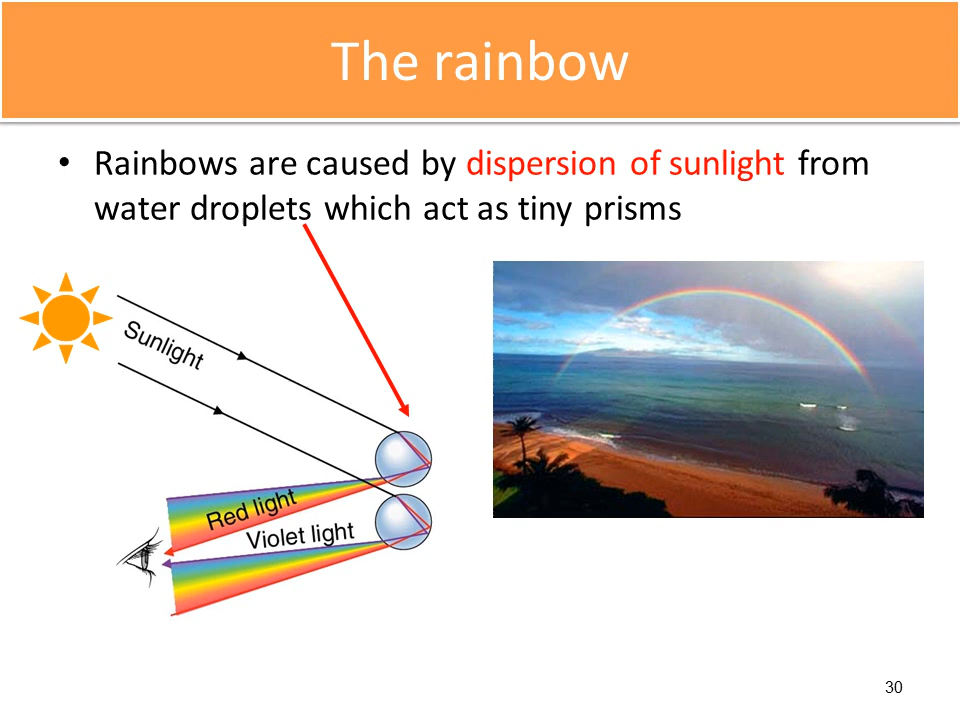 The rainbow
• Rainbows are caused by dispersion of sunlight from
water droplets which act as tiny prisms
Sunlight
Red light
Violet light
30